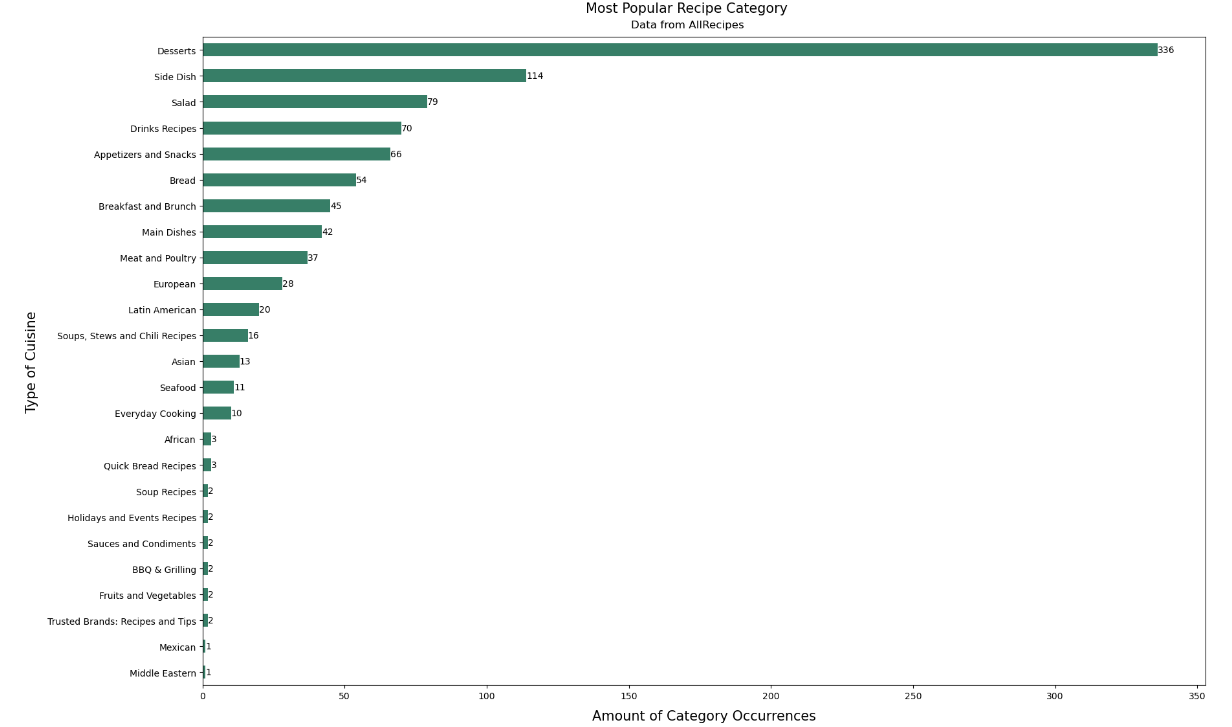 Most Popular Recipe Category
Data from AllRecipes
Type of Cuisine
Desserts 336
Side Dish 114
Salad 79
Drinks Recipes 70
Appetizers and Snacks 66
Bread 54
Breakfast and Brunch 45
Main Dishes 42
Meat and Poultry 37
European 28
Latin American 20
Soups, Stews and Chili Recipes 16
Asian 13
Seafood 11
Everyday Cooking 10
African 3
Quick Bread Recipes 3
Soup Recipes 2
Holidays and Events Recipes 2
Sauces and Condiments 2
BBQ & Grilling 2
Fruits and Vegetables 2
Trusted Brands: Recipes and Tips 2
Mexican 1
Middle Eastern 1
0 50 100 150 200 250 300 350
Amount of Category Occurrences